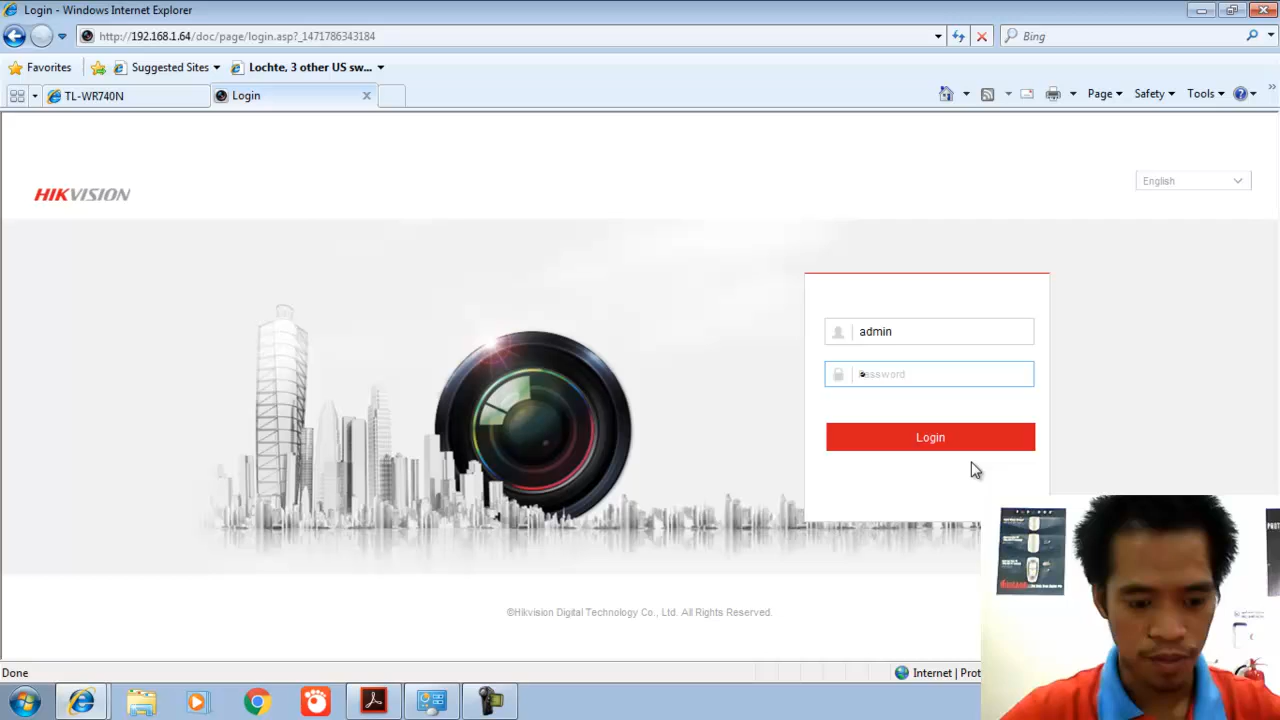 Login - Windows Internet Explorer
http://192.168.1.64/doc/page/login.asp?_1471786343184
Bing
Favorites
Suggested Sites
Lochte, 3 other US sw...
TL-WR740N
Login
Page
Safety
Tools
HIKVISION
English
admin
Password
Login
©Hikvision Digital Technology Co., Ltd. All Rights Reserved.
Done
Internet | Prot